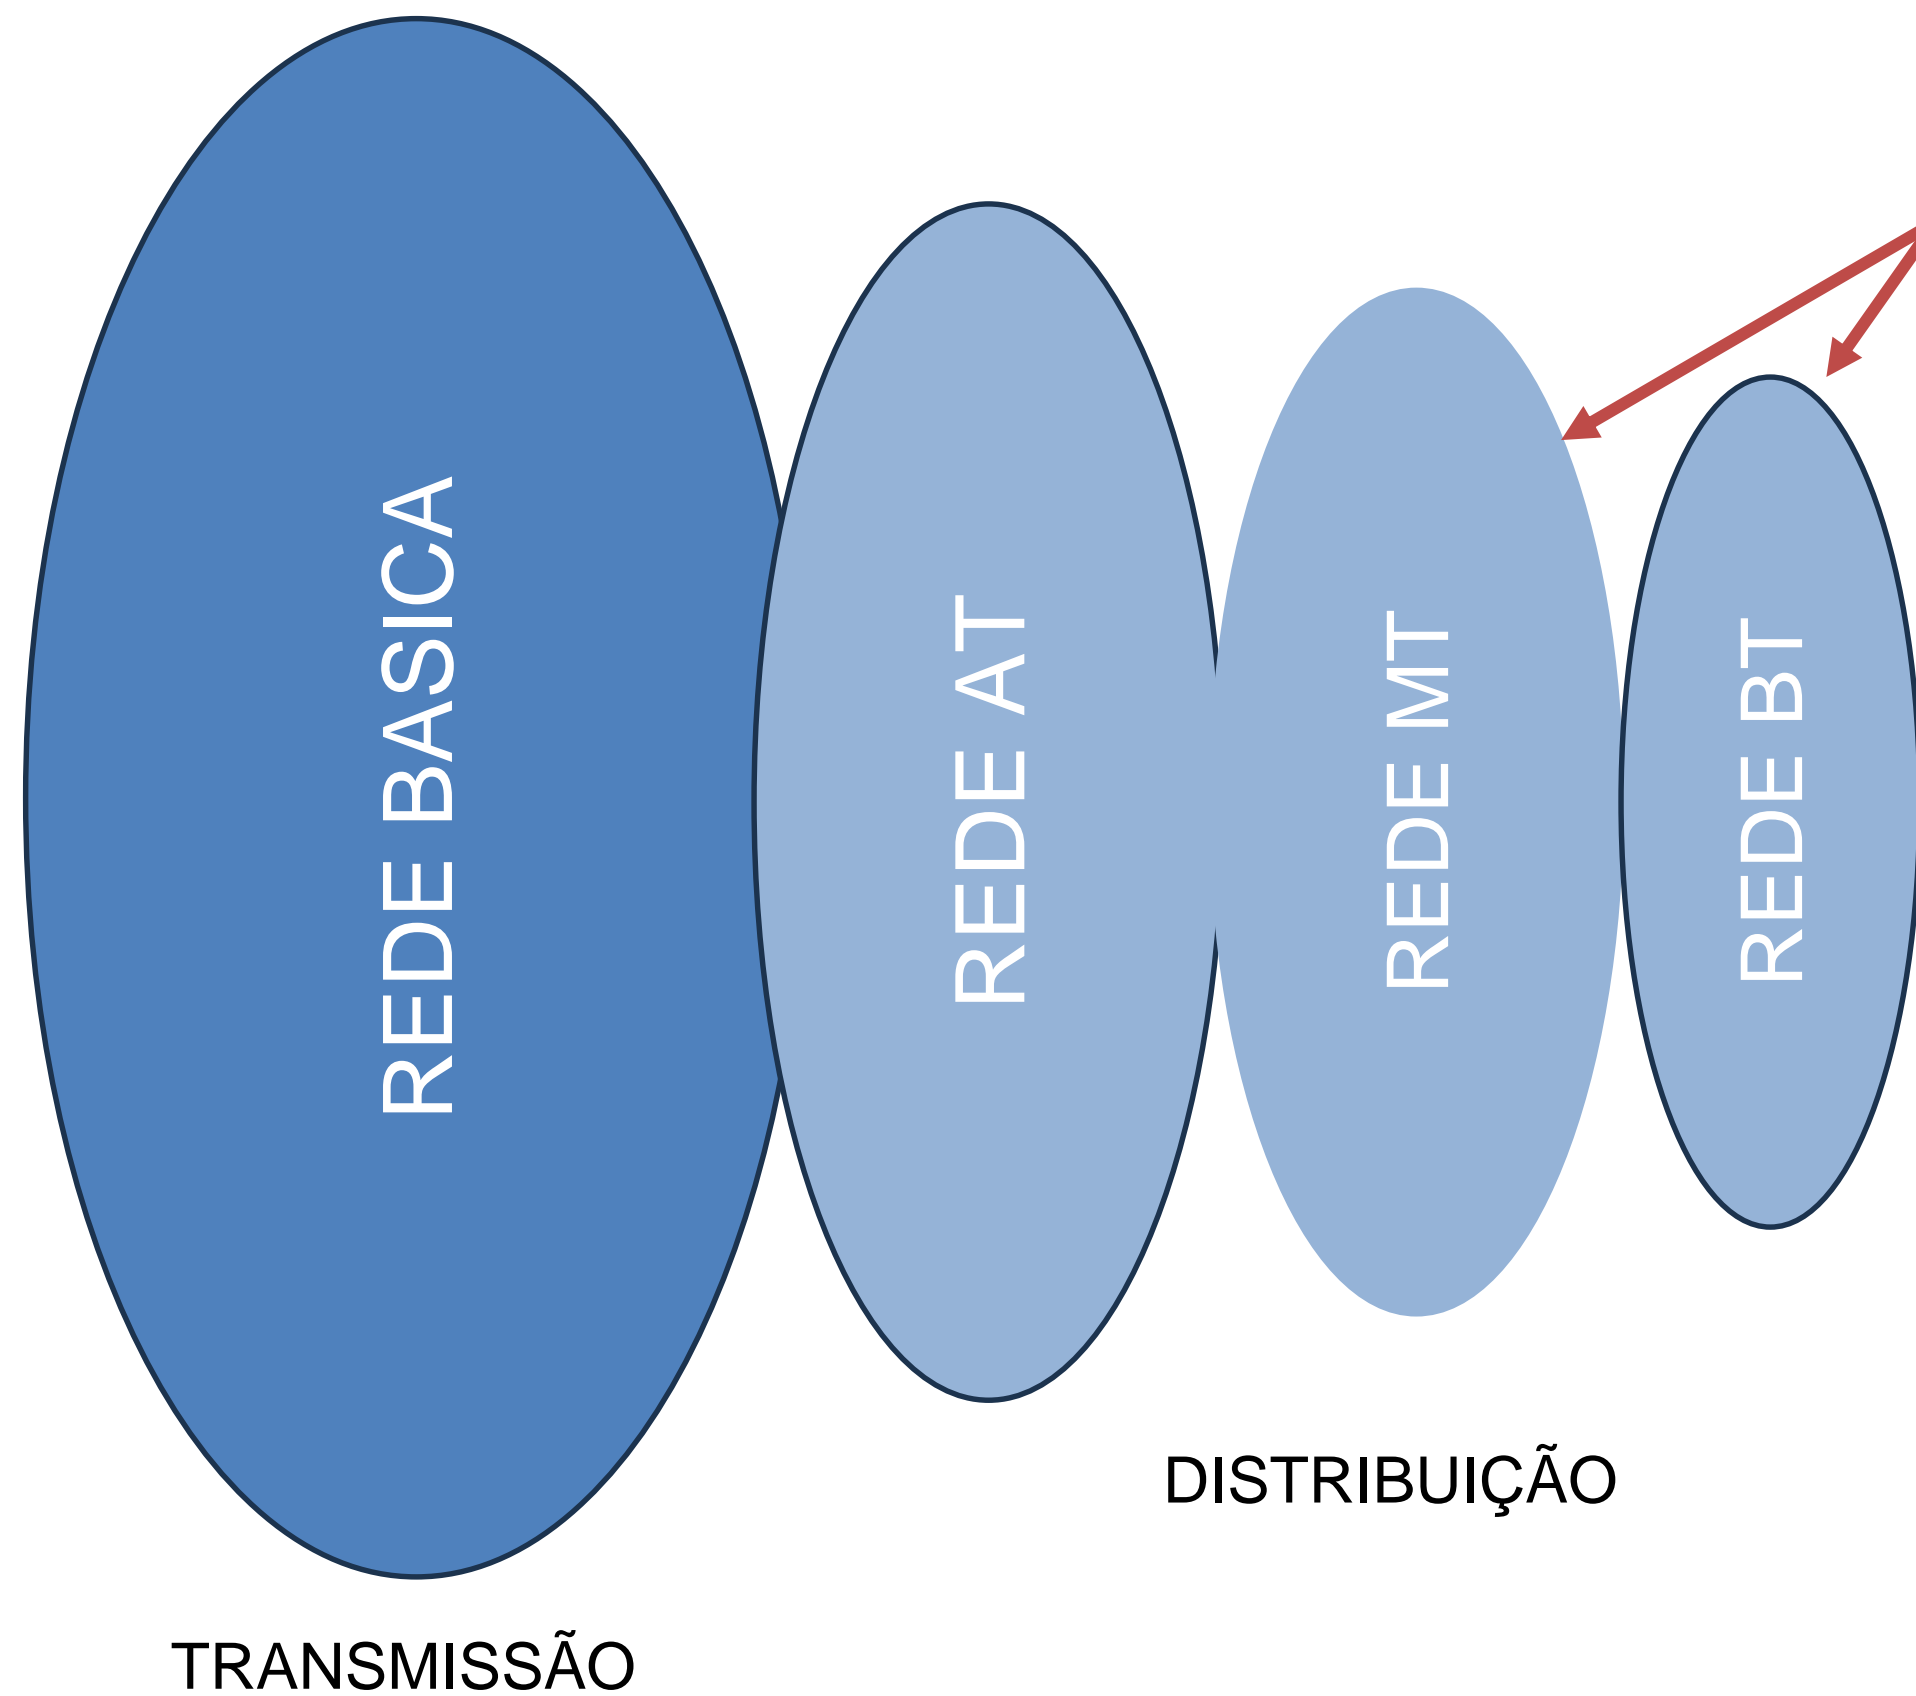 REDE BASICA
REDE AT
REDE MT
REDE BT
DISTRIBUIÇÃO
TRANSMISSÃO